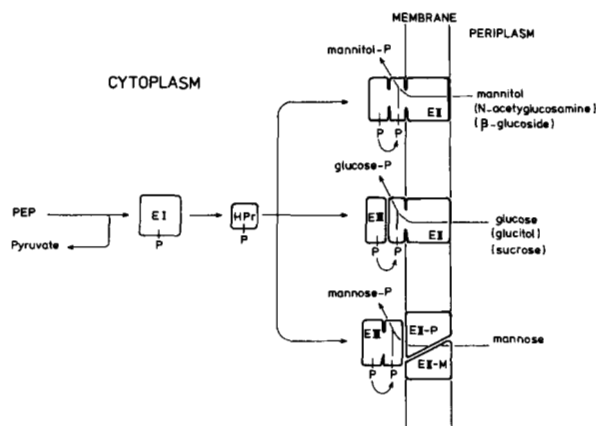 MEMBRANE
PERIPLASM
CYTOPLASM
mannitol-P
EII
mannitol
(N-acetyglucosamine)
(β-glucoside)
P P
glucose-P
EIII
EII
glucose
(glucitol)
(sucrose)
P P
PEP
EI
HPr
Pyruvate
P
P
mannose-P
EIII
EII-P
mannose
EII-M
P P